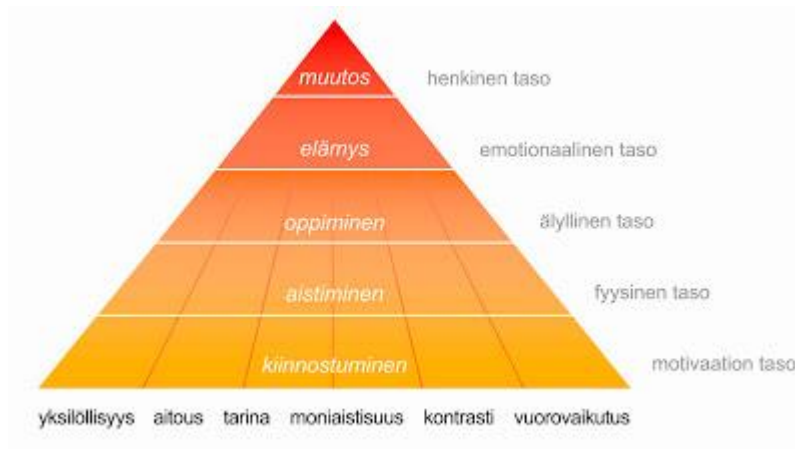 muutos henkinen taso
elämys emotionaalinen taso
oppiminen älyllinen taso
aistiminen fyysinen taso
kiinnostuminen motivaation taso
yksilöllisyys aitous tarina moniaistisuus kontrasti vuorovaikutus